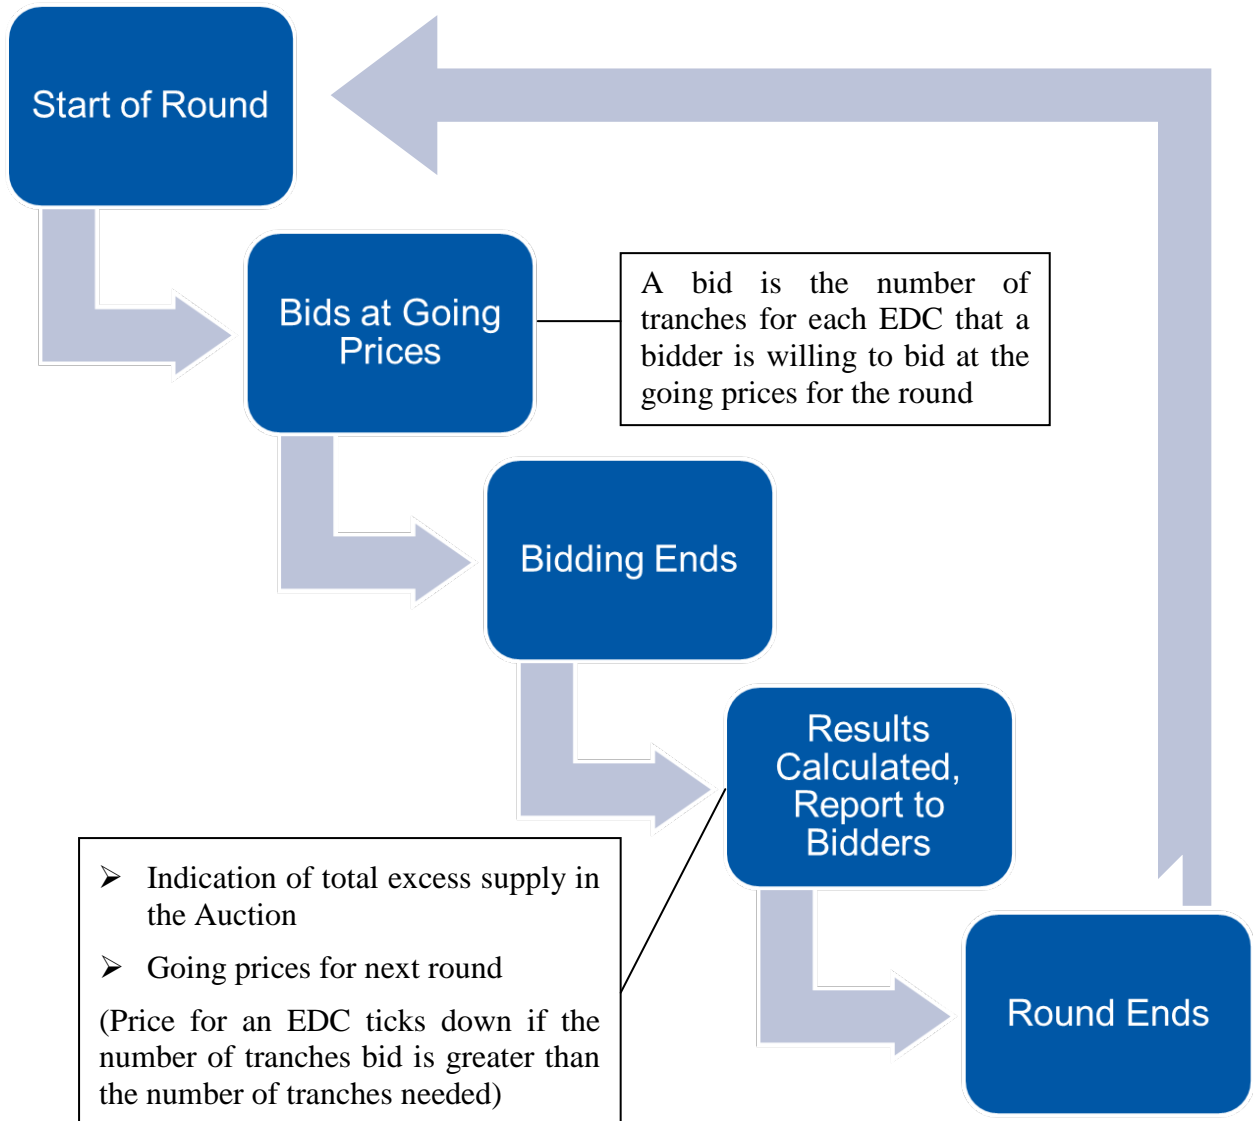 Start of Round
Bids at Going
Prices
A bid is the number of
tranches for each EDC that a
bidder is willing to bid at the
going prices for the round
Bidding Ends
Results
Calculated,
Report to
Bidders
➢ Indication of total excess supply in
the Auction
➢ Going prices for next round
(Price for an EDC ticks down if the
number of tranches bid is greater than
the number of tranches needed)
Round Ends